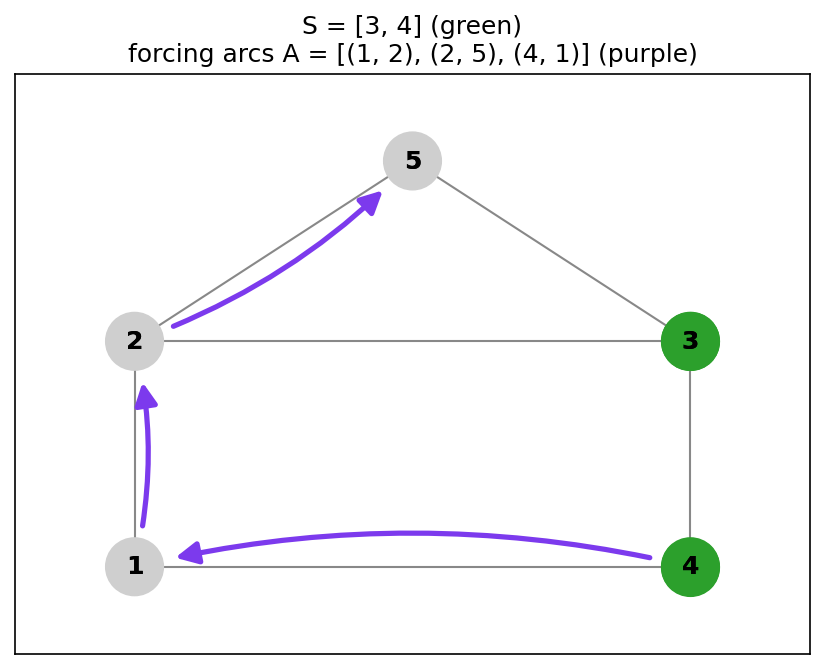 S = [3, 4] (green)
forcing arcs A = [(1, 2), (2, 5), (4, 1)] (purple)
5
2
3
1
4